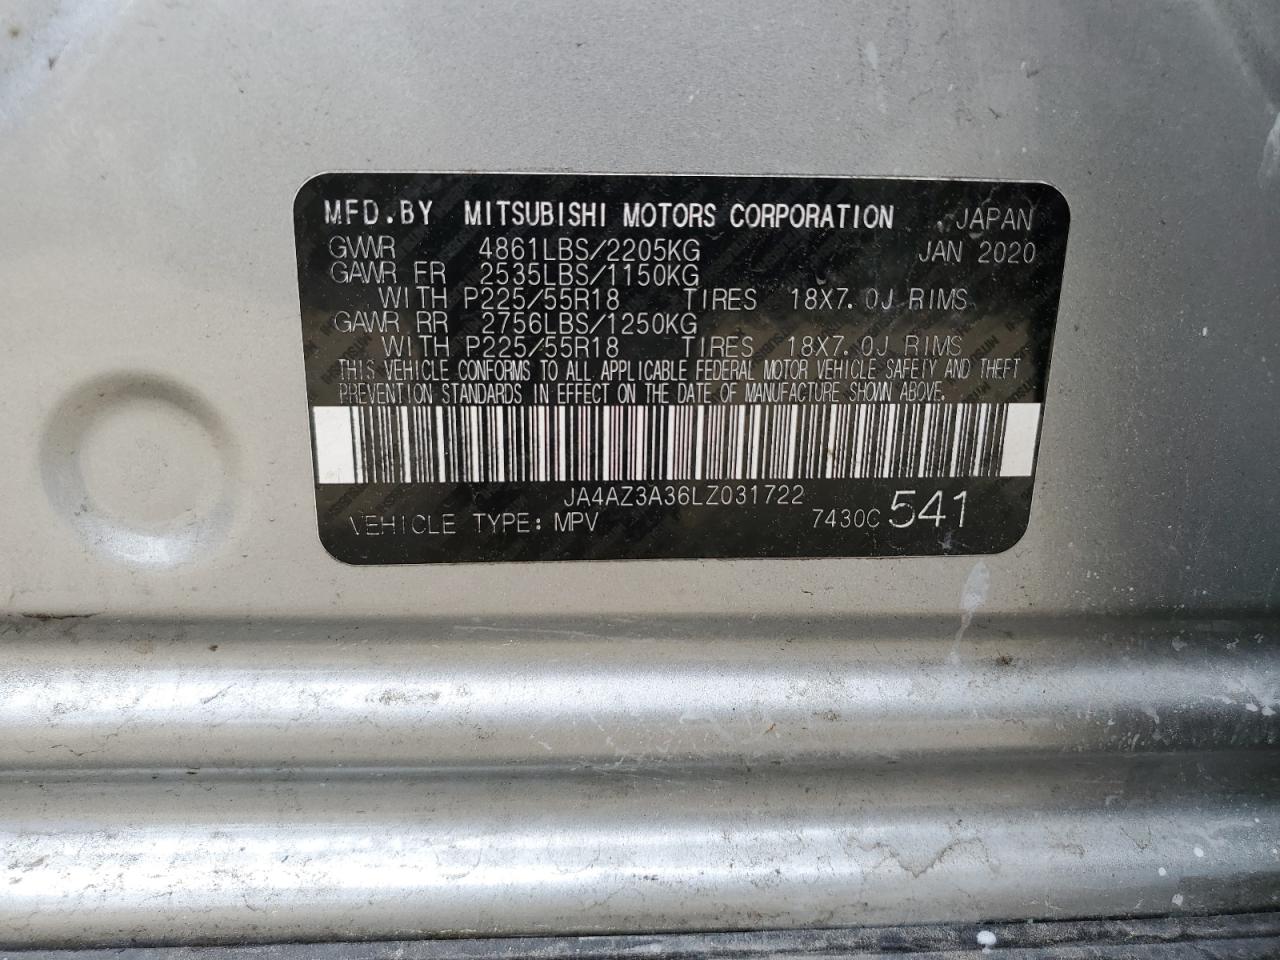 MFD.BY MITSUBISHI MOTORS CORPORATION JAPAN
GVWR 4861LBS/2205KG JAN 2020
GAWR FR 2535LBS/1150KG
WITH P225/55R18 TIRES 18X7.0J RIMS
GAWR RR 2756LBS/1250KG
WITH P225/55R18 TIRES 18X7.0J RIMS
THIS VEHICLE CONFORMS TO ALL APPLICABLE FEDERAL MOTOR VEHICLE SAFETY AND THEFT
PREVENTION STANDARDS IN EFFECT ON THE DATE OF MANUFACTURE SHOWN ABOVE.
JA4AZ3A36LZ031722
VEHICLE TYPE: MPV 7430C 541